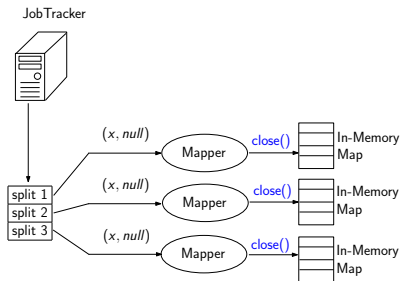 JobTracker
(x, null)
Mapper
close()
In-Memory
Map
(x, null)
Mapper
close()
In-Memory
Map
split 1
split 2
split 3
(x, null)
Mapper
close()
In-Memory
Map